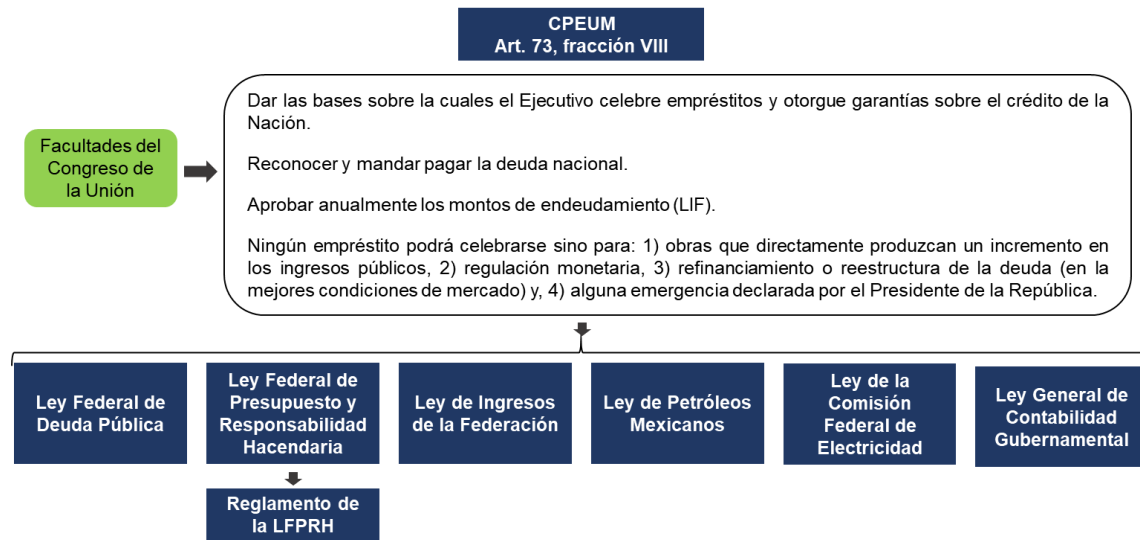 CPEUM
Art. 73, fracción VIII
Facultades del
Congreso de
la Unión
Dar las bases sobre la cuales el Ejecutivo celebre empréstitos y otorgue garantías sobre el crédito de la
Nación.
Reconocer y mandar pagar la deuda nacional.
Aprobar anualmente los montos de endeudamiento (LIF).
Ningún empréstito podrá celebrarse sino para: 1) obras que directamente produzcan un incremento en
los ingresos públicos, 2) regulación monetaria, 3) refinanciamiento o reestructura de la deuda (en la
mejores condiciones de mercado) y, 4) alguna emergencia declarada por el Presidente de la República.
Ley Federal de
Deuda Pública
Ley Federal de
Presupuesto y
Responsabilidad
Hacendaria
Ley de Ingresos
de la Federación
Ley de Petróleos
Mexicanos
Ley de la
Comisión
Federal de
Electricidad
Ley General de
Contabilidad
Gubernamental
Reglamento de
la LFPRH